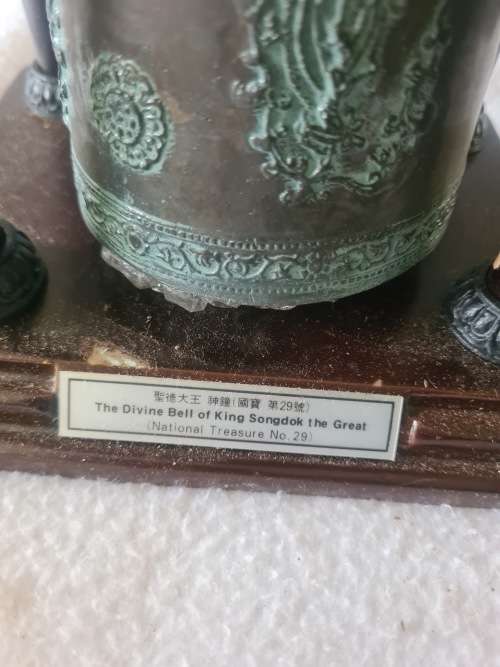 聖德大王 神鐘(國寶 第29號)
The Divine Bell of King Songdok the Great
(National Treasure No.29)